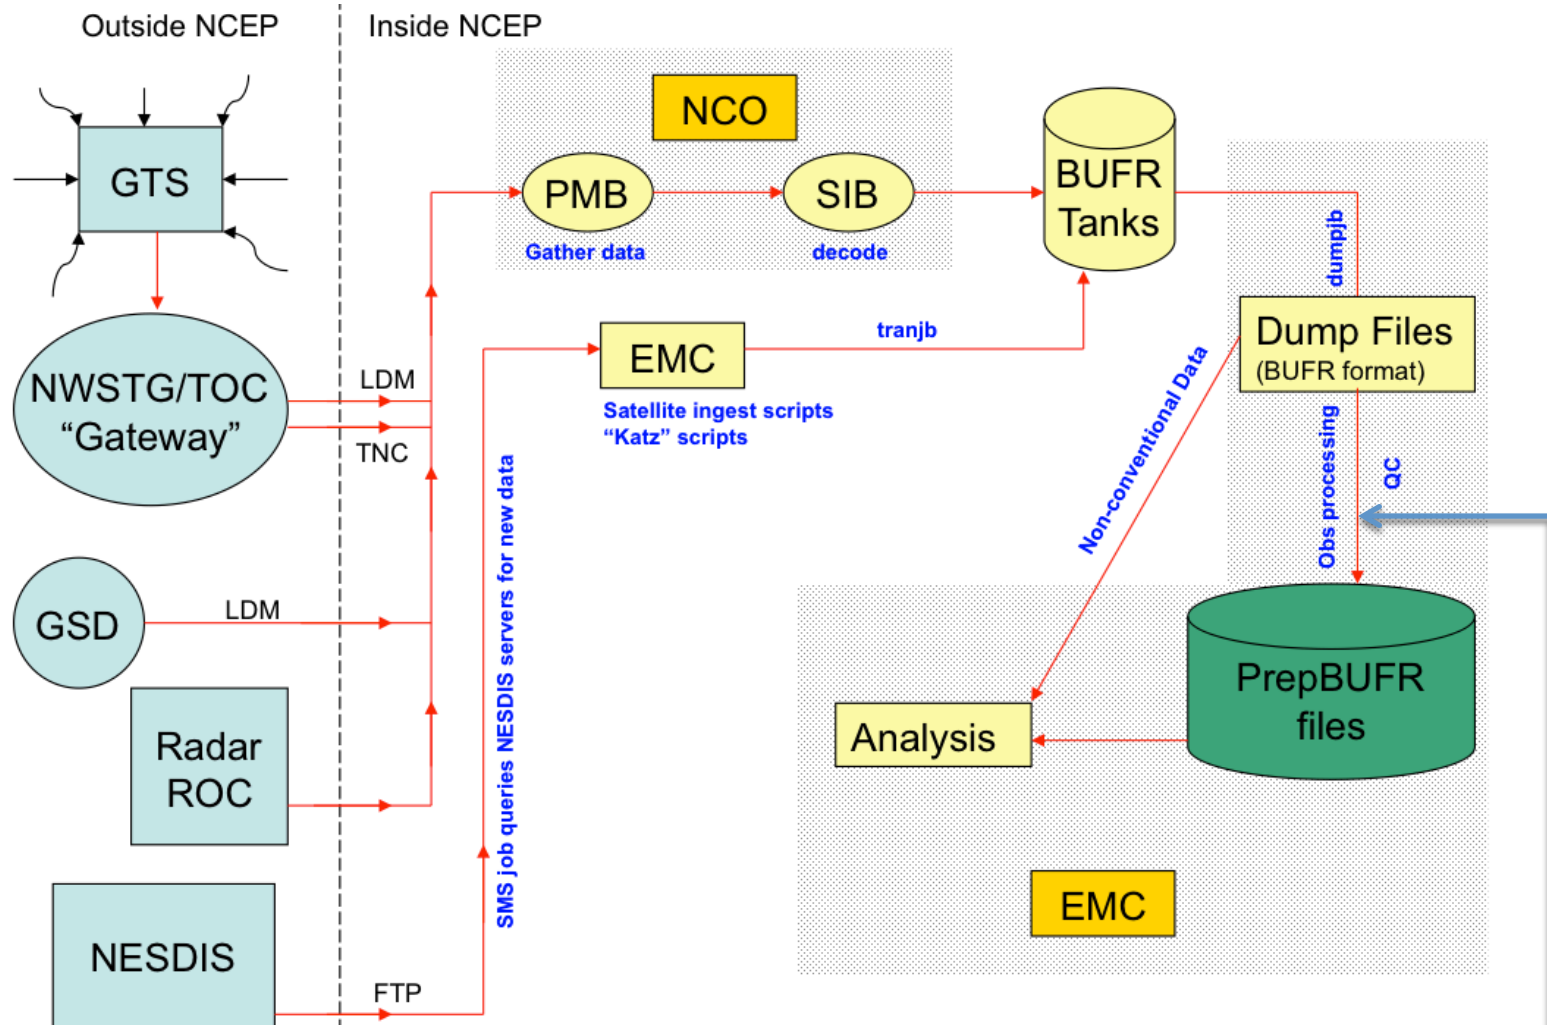 Outside NCEP
Inside NCEP
GTS
NWSTG/TOC
“Gateway”
LDM
TNC
GSD
LDM
Radar
ROC
NESDIS
FTP
SMS job queries NESDIS servers for new data
NCO
PMB
Gather data
SIB
decode
EMC
Satellite ingest scripts
“Katz” scripts
tranjb
BUFR
Tanks
dumpjb
Dump Files
(BUFR format)
Non-conventional Data
Obs processing
QC
PrepBUFR
files
Analysis
EMC